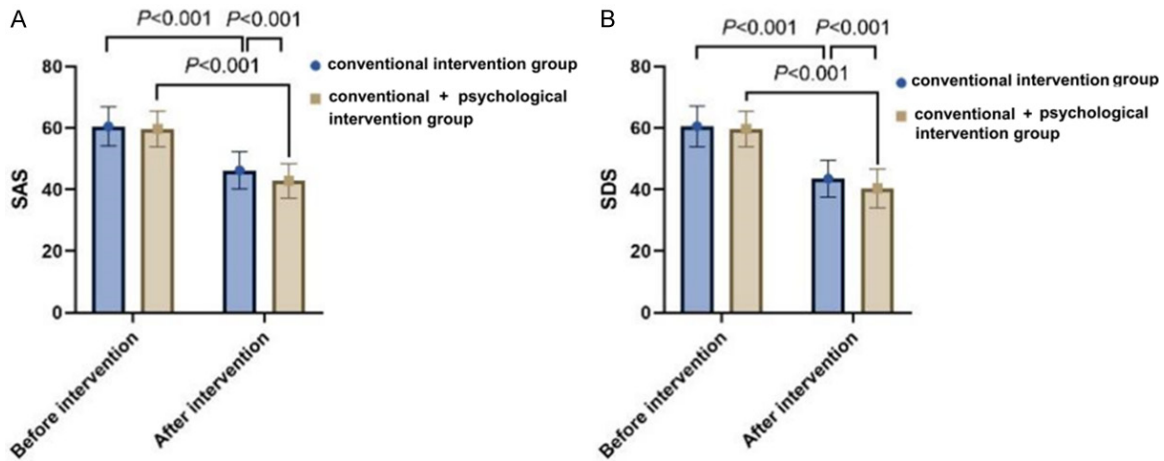 A
P<0.001 P<0.001
P<0.001
conventional intervention group
conventional + psychological
intervention group
80
60
40
20
0
SAS
Before intervention
After intervention
B
P<0.001 P<0.001
P<0.001
conventional intervention group
conventional + psychological
intervention group
80
60
40
20
0
SDS
Before intervention
After intervention